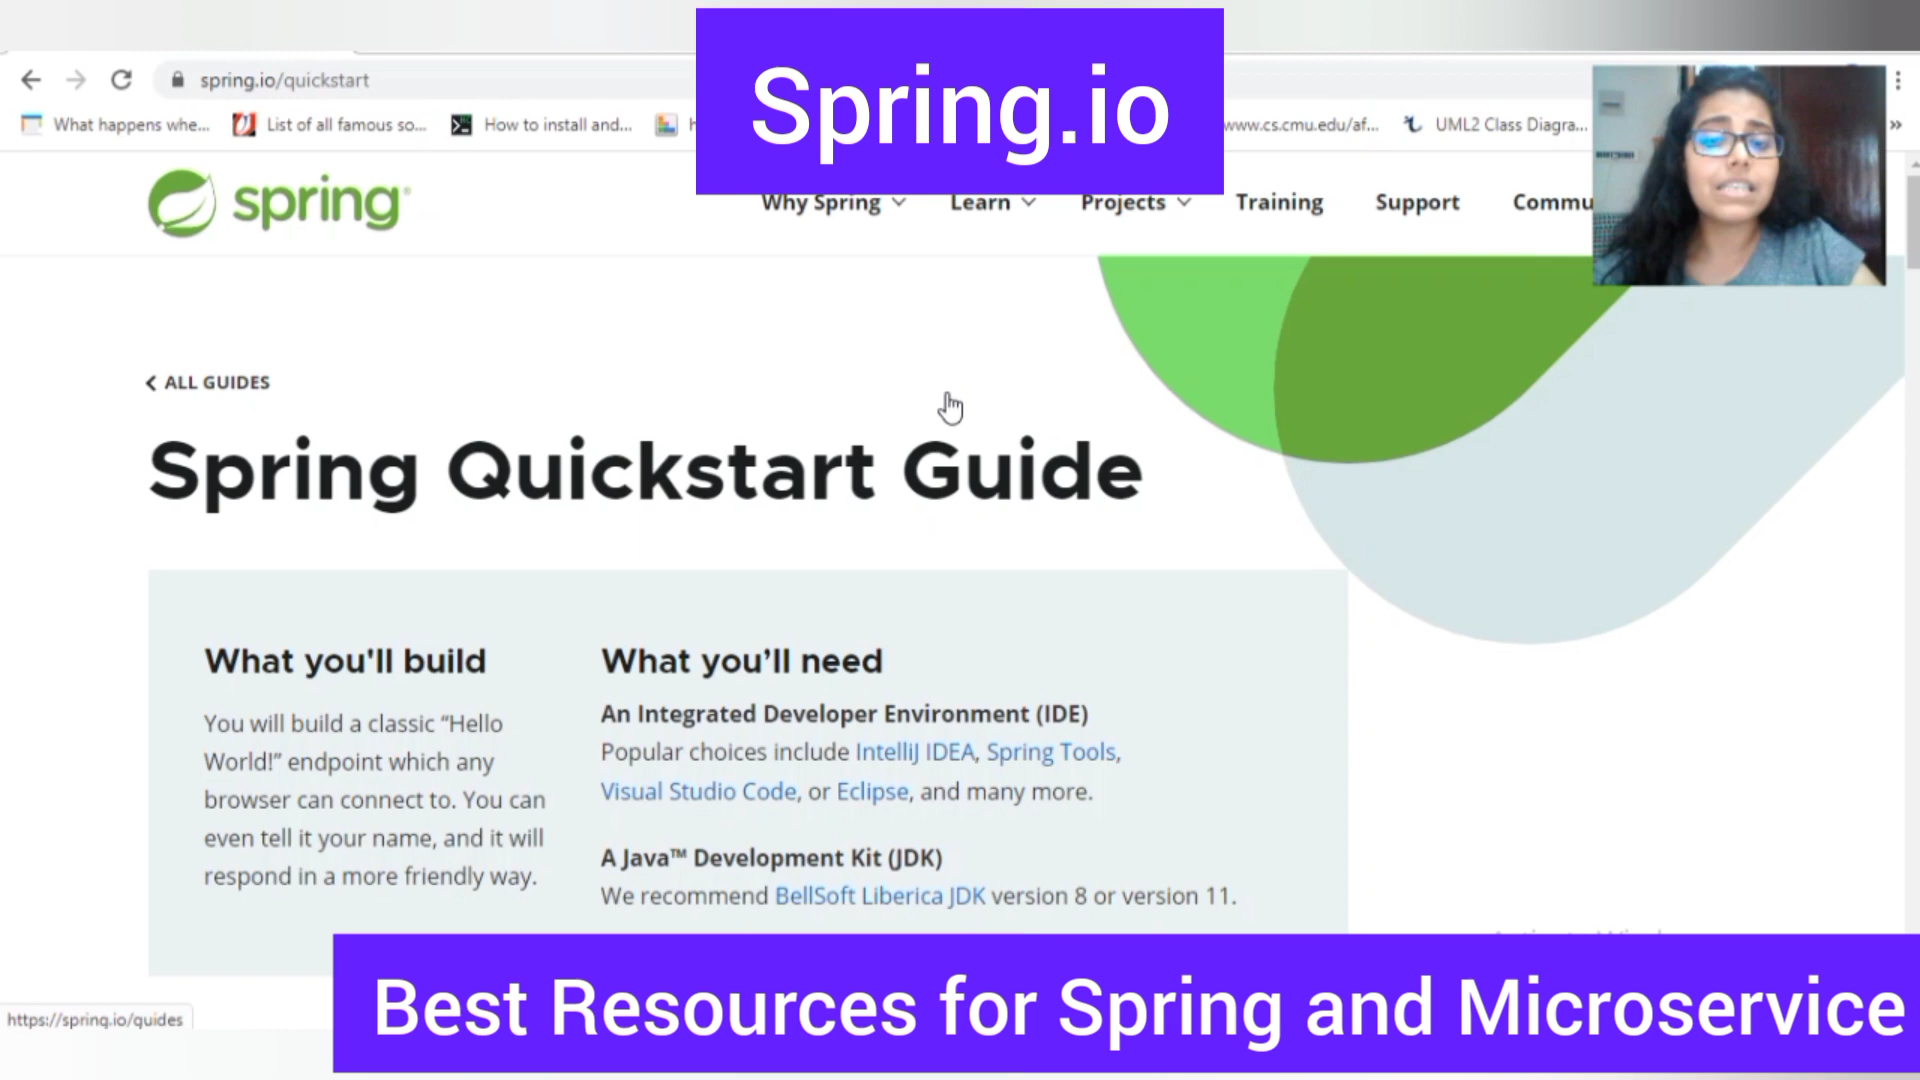 Spring.io
spring.io/quickstart
What happens whe...
List of all famous so...
How to install and...
www.cs.cmu.edu/af...
UML2 Class Diagra...
»
spring
Why Spring
Learn
Projects
Training
Support
Commu
ALL GUIDES
Spring Quickstart Guide
What you'll build
You will build a classic “Hello
World!” endpoint which any
browser can connect to. You can
even tell it your name, and it will
respond in a more friendly way.
What you’ll need
An Integrated Developer Environment (IDE)
Popular choices include IntelliJ IDEA, Spring Tools,
Visual Studio Code, or Eclipse, and many more.
A Java™ Development Kit (JDK)
We recommend BellSoft Liberica JDK version 8 or version 11.
Best Resources for Spring and Microservice
https://spring.io/guides